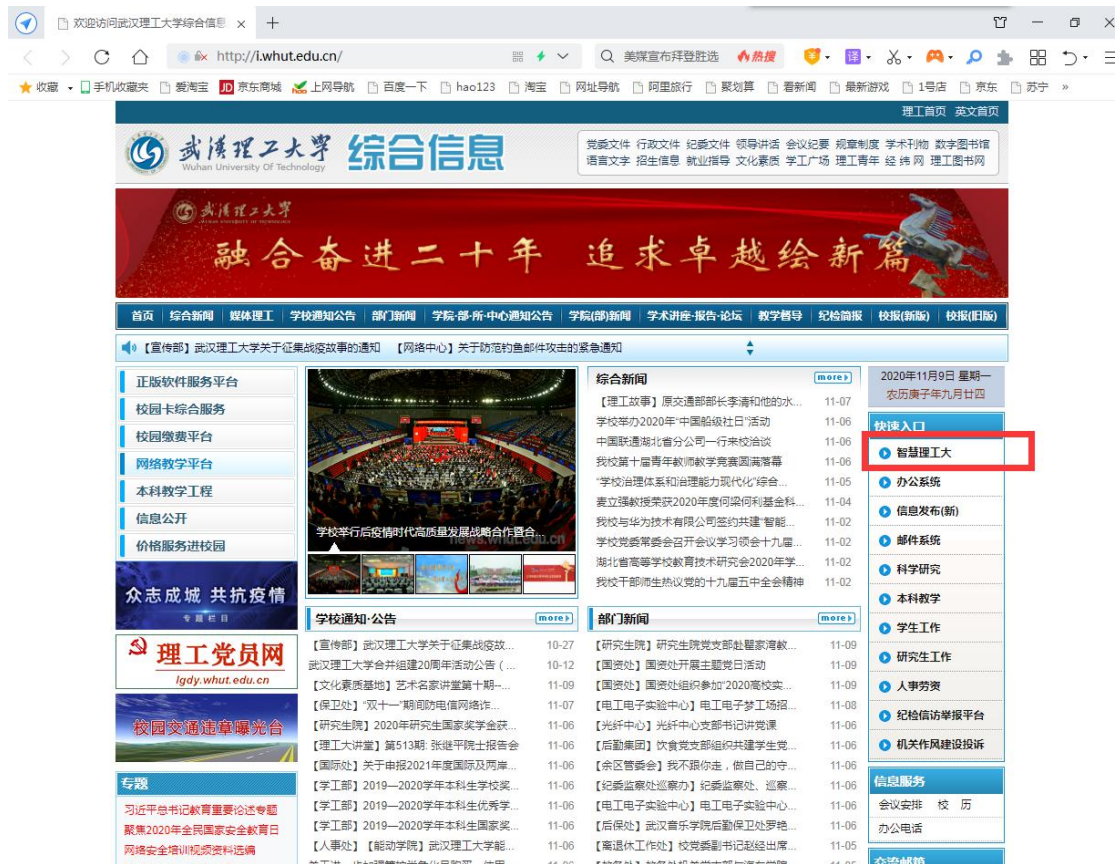 欢迎访问武汉理工大学综合信息
http://i.whut.edu.cn/
美媒宣布拜登胜选 热搜
收藏 手机收藏夹 爱淘宝 京东商城 上网导航 百度一下 hao123 淘宝 网址导航 阿里旅行 聚划算 看新闻 最新游戏 1号店 京东 苏宁 »
理工首页 英文首页
武汉理工大学 综合信息
Wuhan University Of Technology
党委文件 行政文件 纪委文件 领导讲话 会议纪要 规章制度 学术刊物 数字图书馆
语言文字 招生信息 就业指导 文化素质 学工广场 理工青年 经纬网 理工图书网
武汉理工大学
融合奋进二十年 追求卓越绘新篇
首页 综合新闻 媒体理工 学校通知公告 部门新闻 学院·部·所·中心通知公告 学院(部)新闻 学术讲座·报告·论坛 教学督导 纪检简报 校报(新版) 校报(旧版)
【宣传部】武汉理工大学关于征集战疫故事的通知 【网络中心】关于防范钓鱼邮件攻击的紧急通知
正版软件服务平台
校园卡综合服务
校园缴费平台
网络教学平台
本科教学工程
信息公开
价格服务进校园
众志成城 共抗疫情
专题栏目
理工党员网
lgdy.whut.edu.cn
校园交通违章曝光台
专题
习近平总书记教育重要论述专题
聚焦2020年全民国家安全教育日
网络安全培训视频资料选编
学校举行后疫情时代高质量发展战略合作暨合...
news.whut.edu.cn
综合新闻 more
【理工故事】原交通部部长李清和他的水... 11-07
学校举办2020年“中国船级社日”活动 11-06
中国联通湖北省分公司一行来校洽谈 11-06
我校第十届青年教师教学竞赛圆满落幕 11-06
“学校治理体系和治理能力现代化”综合... 11-05
麦立强教授荣获2020年度何梁何利基金科... 11-04
我校与华为技术有限公司签约共建“智能... 11-02
学校党委常委会召开会议学习领会十九届... 11-02
湖北省高等学校教育技术研究会2020年学... 11-02
我校干部师生热议党的十九届五中全会精神 11-02
学校通知·公告 more
【宣传部】武汉理工大学关于征集战疫故... 10-27
武汉理工大学合并组建20周年活动公告（... 10-12
【文化素质基地】艺术名家讲堂第十期--... 11-09
【保卫处】“双十一”期间防电信网络诈... 11-07
【研究生院】2020年研究生国家奖学金获... 11-06
【理工大讲堂】第513期: 张继平院士报告会 11-06
【国际处】关于申报2021年度国际及两岸... 11-06
【学工部】2019—2020学年本科生学校奖... 11-06
【学工部】2019—2020学年本科生优秀学... 11-06
【学工部】2019—2020学年本科生国家奖... 11-06
【人事处】【能动学院】武汉理工大学能... 11-06
部门新闻 more
【研究生院】研究生院党支部赴瞿家湾教... 11-09
【国资处】国资处开展主题党日活动 11-09
【国资处】国资处组织参加“2020高校实... 11-09
【电工电子实验中心】电工电子梦工场招... 11-08
【光纤中心】光纤中心支部书记讲党课 11-06
【后勤集团】饮食党支部组织共建学生党... 11-06
【余区管委会】我不跟你走，做自己的守... 11-06
【纪委监察处巡察办】纪委监察处、巡察... 11-06
【电工电子实验中心】电工电子实验中心... 11-06
【后保处】武汉音乐学院后勤保卫处罗艳... 11-06
【离退休工作处】校党委副书记赵经出席... 11-05
2020年11月9日 星期一
农历庚子年九月廿四
快速入口
智慧理工大
办公系统
信息发布(新)
邮件系统
科学研究
本科教学
学生工作
研究生工作
人事劳资
纪检信访举报平台
机关作风建设投诉
信息服务
会议安排 校 历
办公电话
交流邮箱